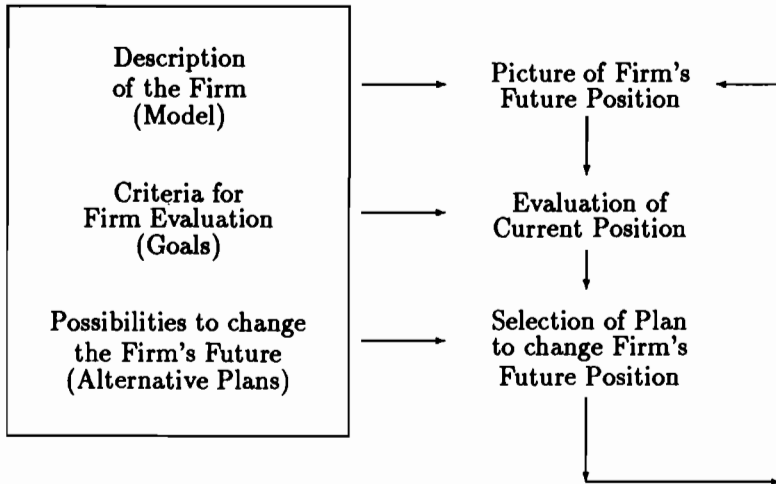 Description
of the Firm
(Model)
Picture of Firm's
Future Position
Criteria for
Firm Evaluation
(Goals)
Evaluation of
Current Position
Possibilities to change
the Firm's Future
(Alternative Plans)
Selection of Plan
to change Firm's
Future Position